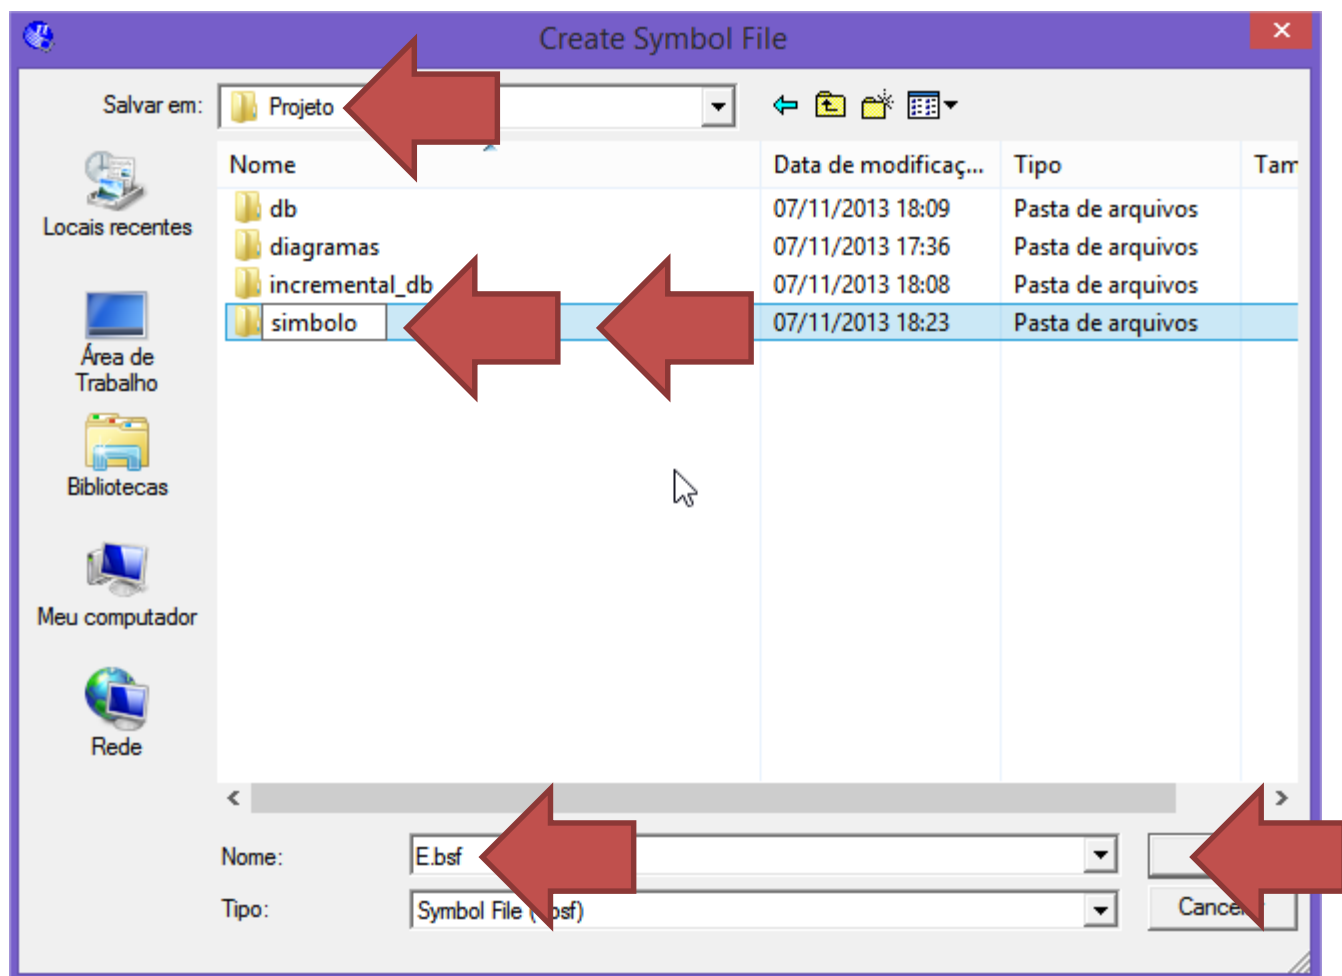 Create Symbol File
Salvar em:
Projeto
Nome
Data de modificaç...
Tipo
Tam
Locais recentes
Área de
Trabalho
Bibliotecas
Meu computador
Rede
db
07/11/2013 18:09
Pasta de arquivos
diagramas
07/11/2013 17:36
Pasta de arquivos
incremental_db
07/11/2013 18:08
Pasta de arquivos
simbolo
07/11/2013 18:23
Pasta de arquivos
Nome:
E.bsf
Tipo:
Symbol File ( bsf)
Cance